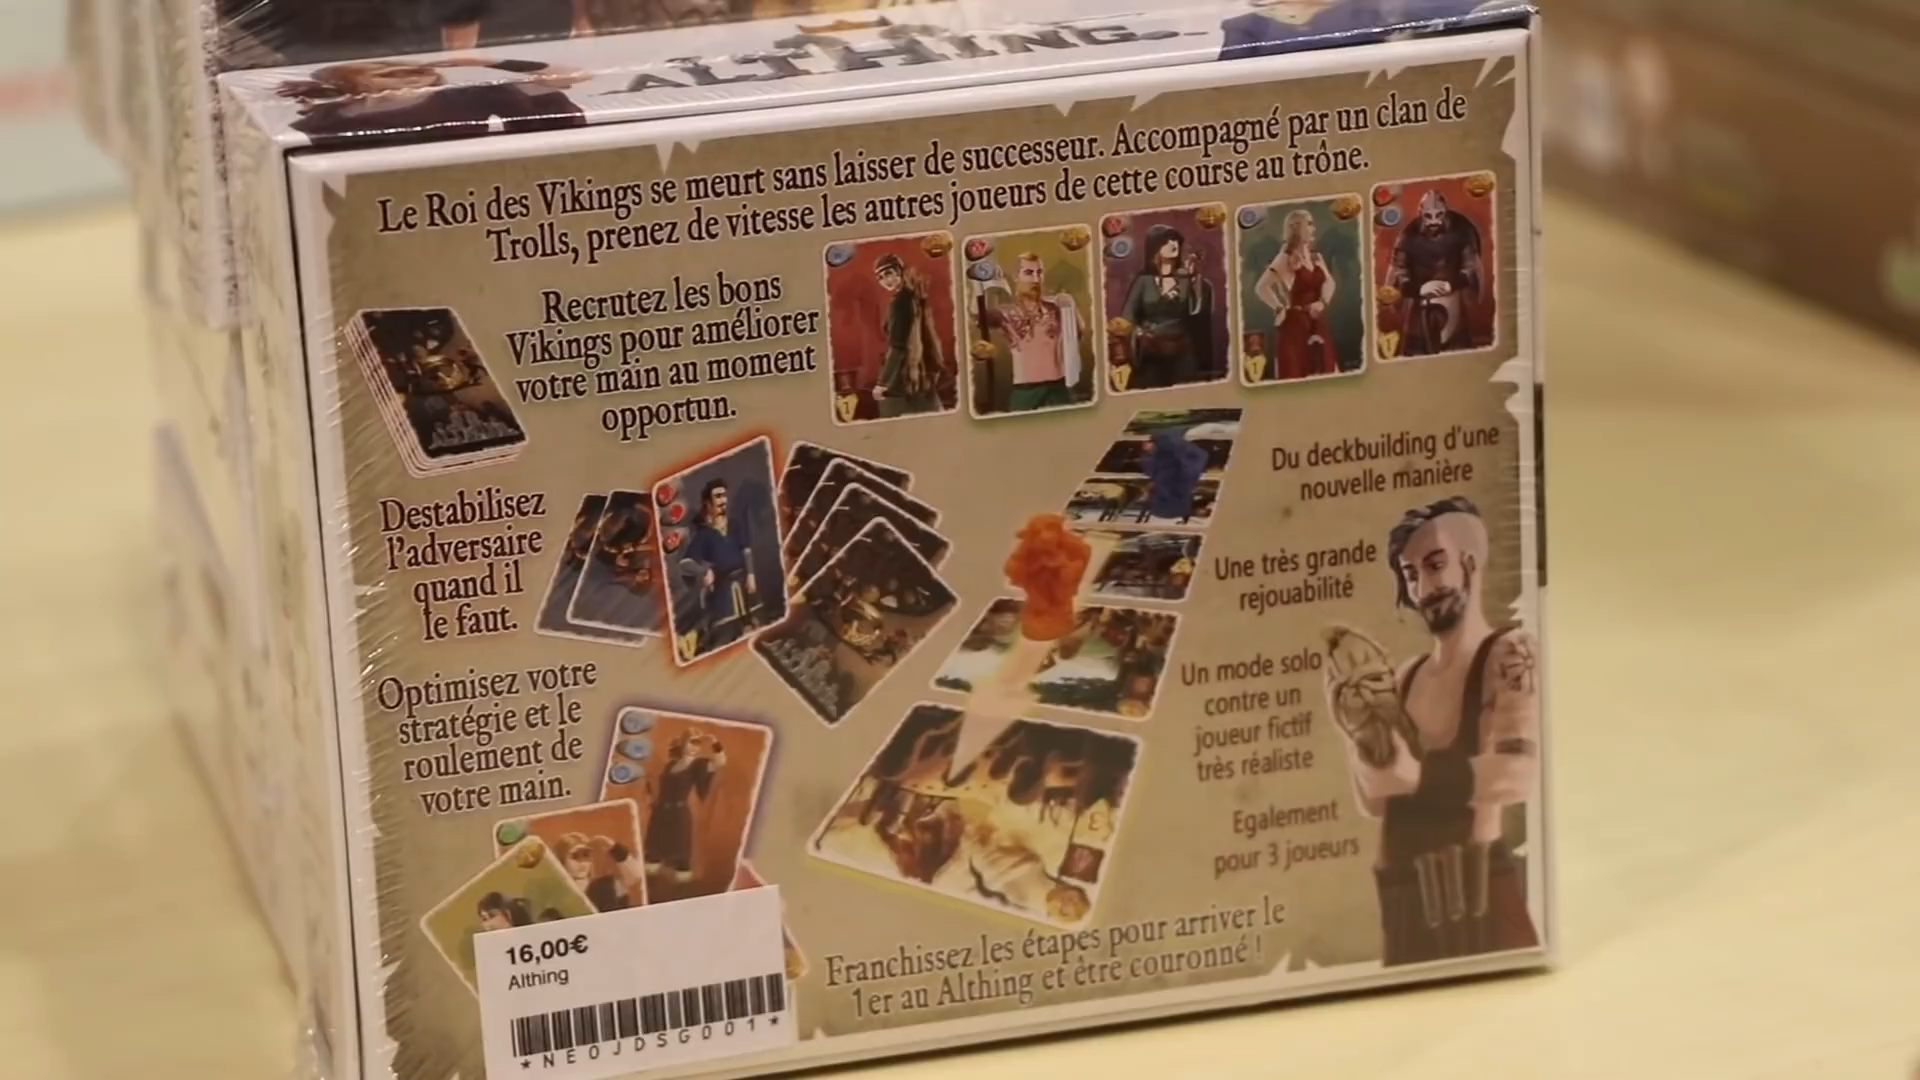 ALTHING
Le Roi des Vikings se meurt sans laisser de successeur. Accompagné par un clan de
Trolls, prenez de vitesse les autres joueurs de cette course au trône.
Recrutez les bons
Vikings pour améliorer
votre main au moment
opportun.
Destabilisez
l'adversaire
quand il
le faut.
Optimisez votre
stratégie et le
roulement de
votre main.
Du deckbuilding d'une
nouvelle manière
Une très grande
rejouabilité
Un mode solo
contre un
joueur fictif
très réaliste
Egalement
pour 3 joueurs
Franchissez les étapes pour arriver le
1er au Althing et être couronné !
16,00€
Althing
*NEOJDSG001*